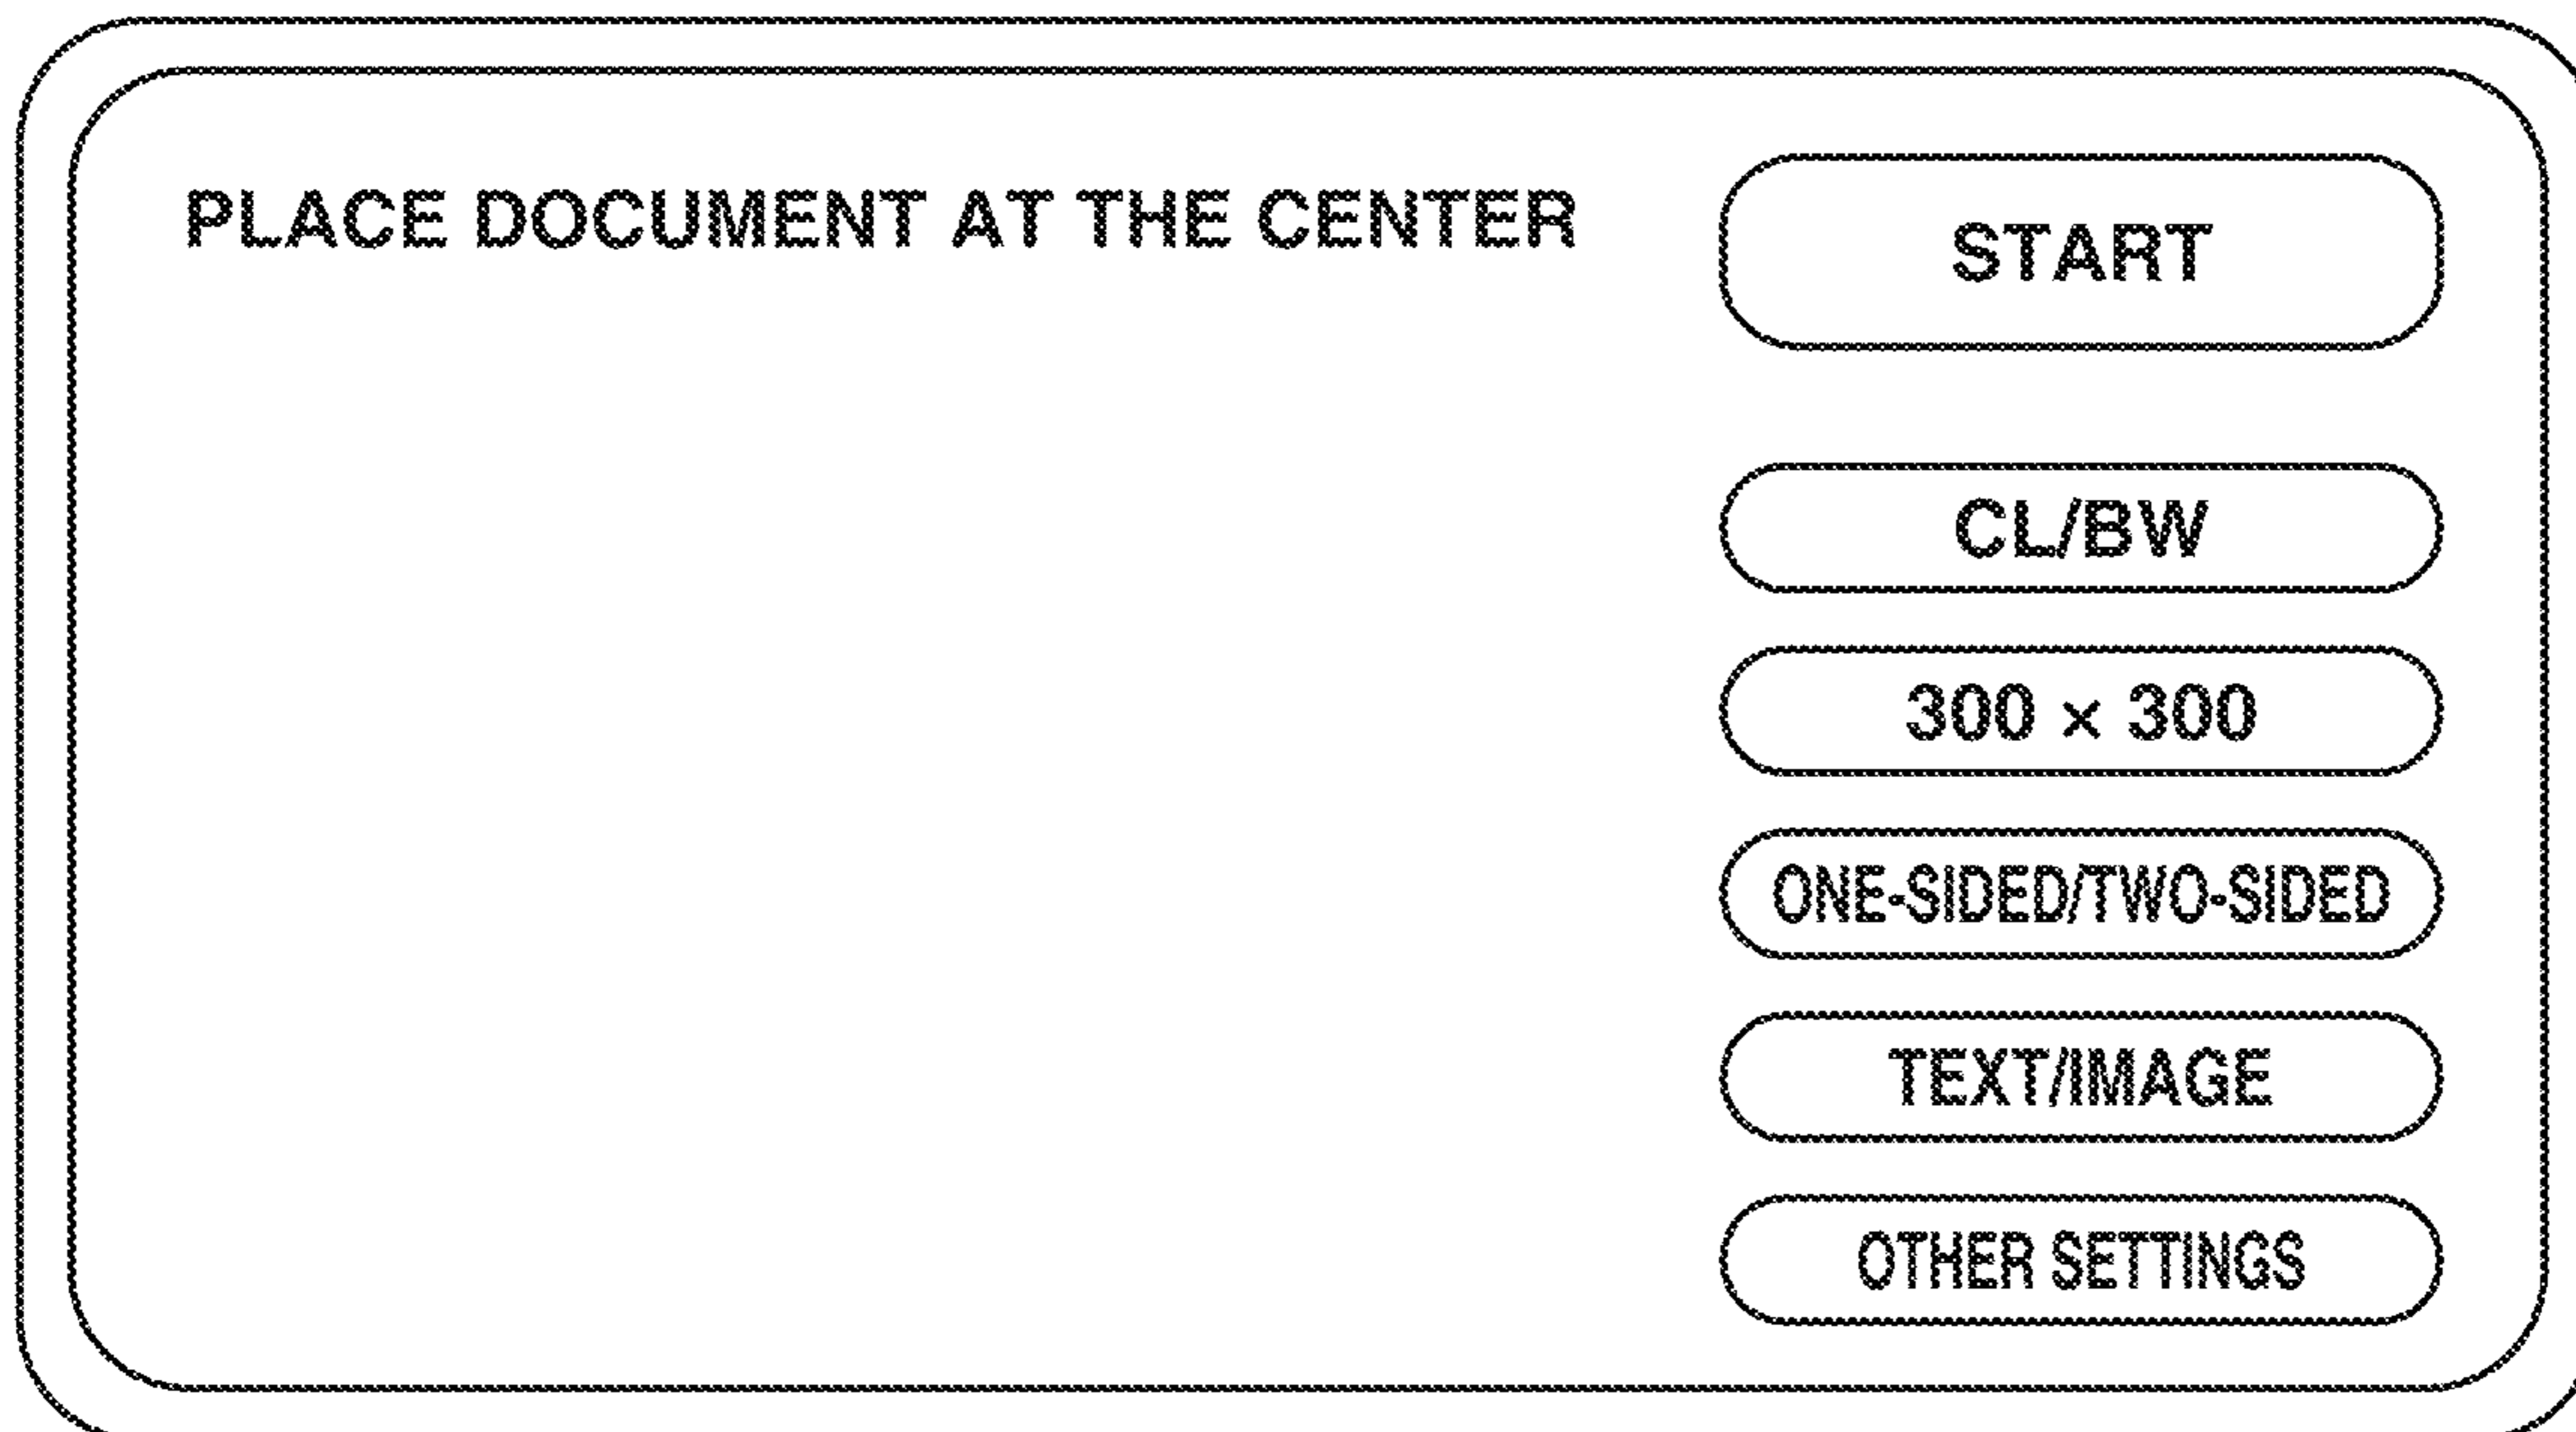 PLACE DOCUMENT AT THE CENTER
START
CL/BW
300 × 300
ONE-SIDED/TWO-SIDED
TEXT/IMAGE
OTHER SETTINGS